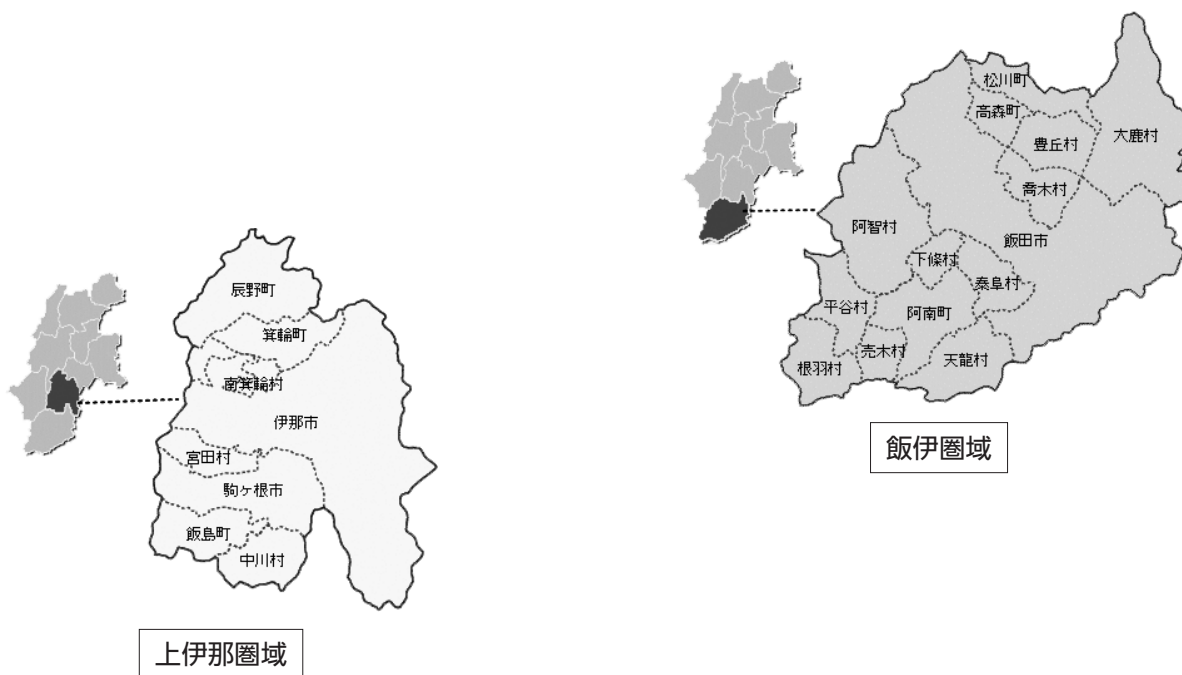 辰野町
箕輪町
南箕輪村
伊那市
宮田村
駒ヶ根市
飯島町
中川村
上伊那圏域
松川町
高森町
豊丘村
大鹿村
喬木村
阿智村
飯田市
下條村
泰阜村
平谷村
阿南町
売木村
天龍村
根羽村
飯伊圏域